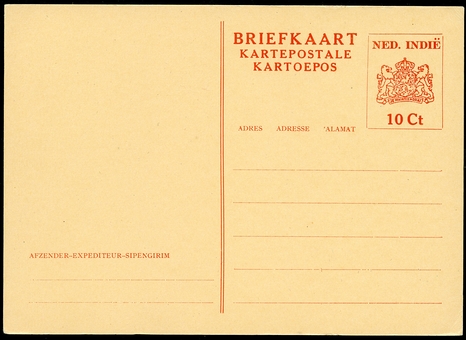 BRIEFKAART
KARTEPOSTALE
KARTOEPOS
NED. INDIË
10 Ct
ADRES ADRESSE 'ALAMAT
AFZENDER-EXPEDITEUR-SIPENGIRIM